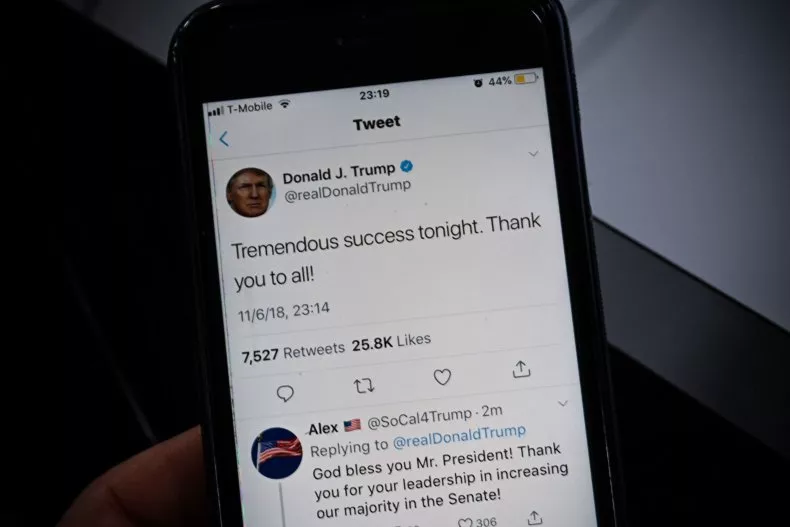 T-Mobile 23:19 44%
Tweet
Donald J. Trump
@realDonaldTrump
Tremendous success tonight. Thank
you to all!
11/6/18, 23:14
7,527 Retweets 25.8K Likes
Alex @SoCal4Trump · 2m
Replying to @realDonaldTrump
God bless you Mr. President! Thank
you for your leadership in increasing
our majority in the Senate!
306